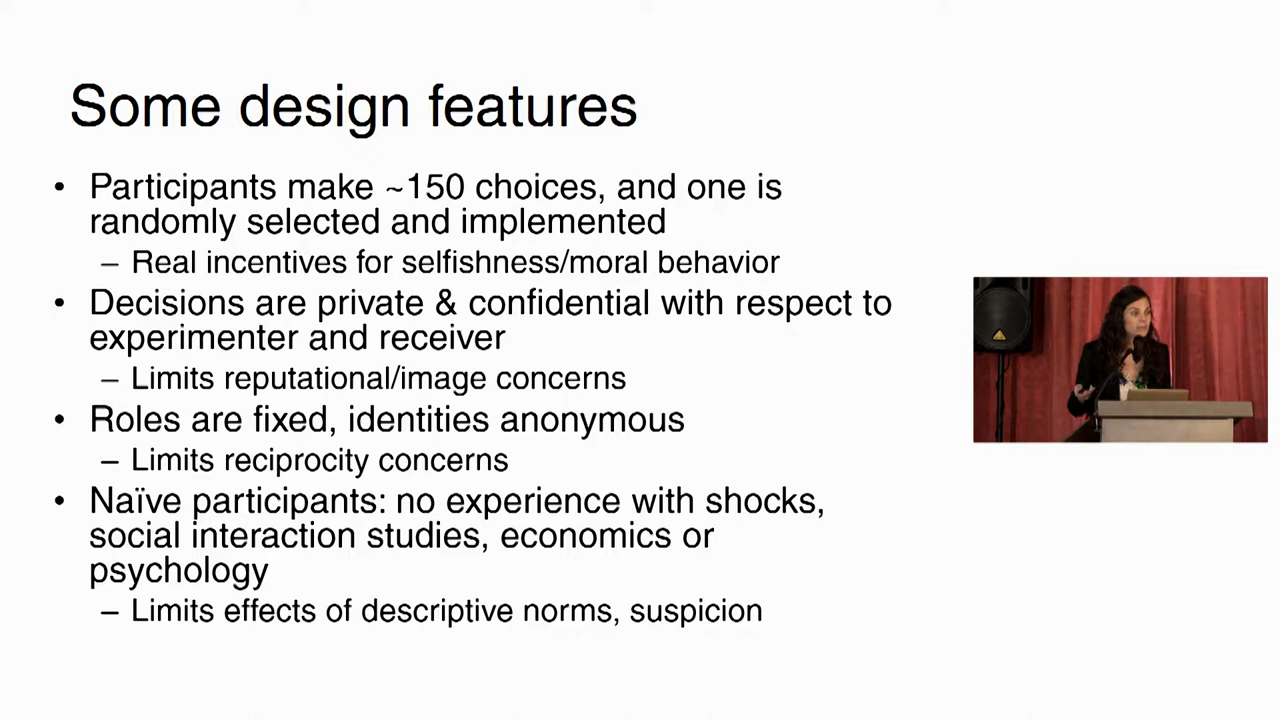 Some design features
• Participants make ~150 choices, and one is
randomly selected and implemented
– Real incentives for selfishness/moral behavior
• Decisions are private & confidential with respect to
experimenter and receiver
– Limits reputational/image concerns
• Roles are fixed, identities anonymous
– Limits reciprocity concerns
• Naïve participants: no experience with shocks,
social interaction studies, economics or
psychology
– Limits effects of descriptive norms, suspicion